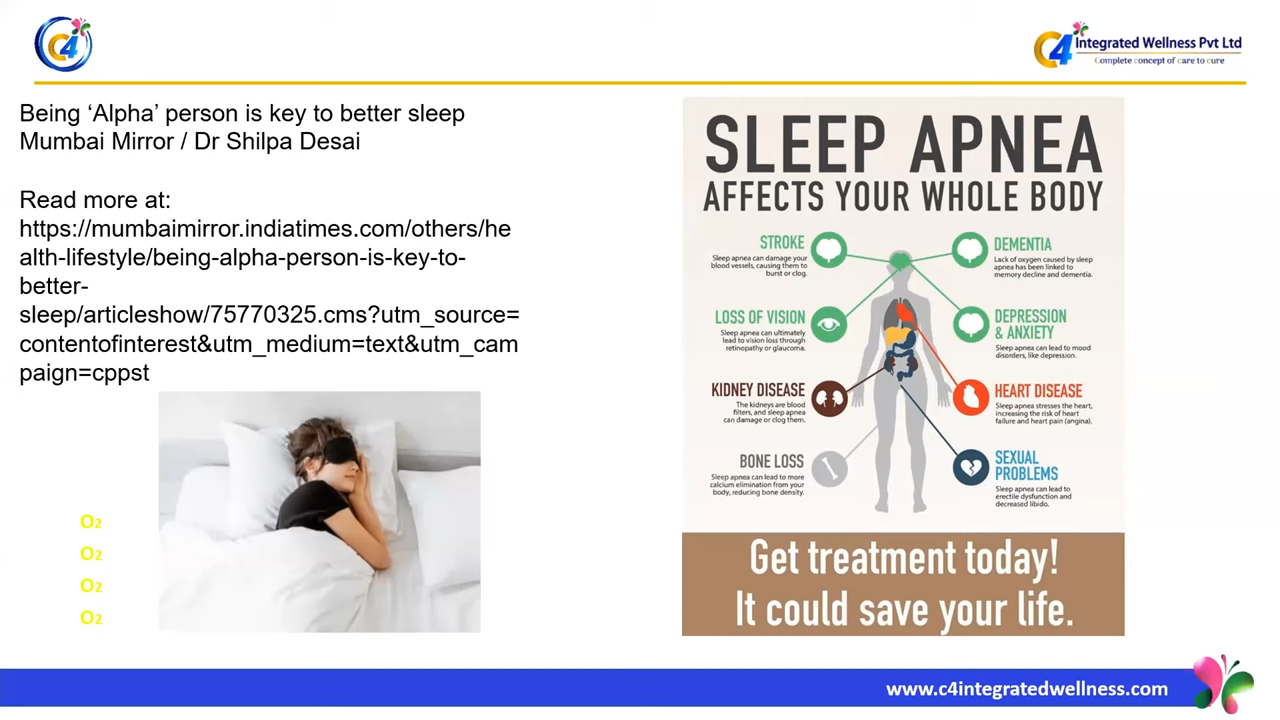 C4
C4 Integrated Wellness Pvt Ltd
Complete concept of care to cure
Being ‘Alpha’ person is key to better sleep
Mumbai Mirror / Dr Shilpa Desai
Read more at:
https://mumbaimirror.indiatimes.com/others/he
alth-lifestyle/being-alpha-person-is-key-to-
better-
sleep/articleshow/75770325.cms?utm_source=
contentofinterest&utm_medium=text&utm_cam
paign=cppst
O2
O2
O2
O2
SLEEP APNEA
AFFECTS YOUR WHOLE BODY
STROKE
Sleep apnea can damage your
blood vessels, causing them to
burst or clog.
DEMENTIA
Lack of oxygen caused by sleep
apnea has been linked to
memory decline and dementia.
LOSS OF VISION
Sleep apnea can ultimately
lead to vision loss through
retinopathy or glaucoma.
DEPRESSION
& ANXIETY
Sleep apnea can lead to mood
disorders, like depression.
KIDNEY DISEASE
The kidneys are blood
filters, and sleep apnea
can damage or clog them.
HEART DISEASE
Sleep apnea stresses the heart,
increasing the risk of heart
failure and heart pain (angina).
BONE LOSS
Sleep apnea can lead to more
calcium elimination from your
body, reducing bone density.
SEXUAL
PROBLEMS
Sleep apnea can lead to
erectile dysfunction and
decreased libido.
Get treatment today!
It could save your life.
www.c4integratedwellness.com